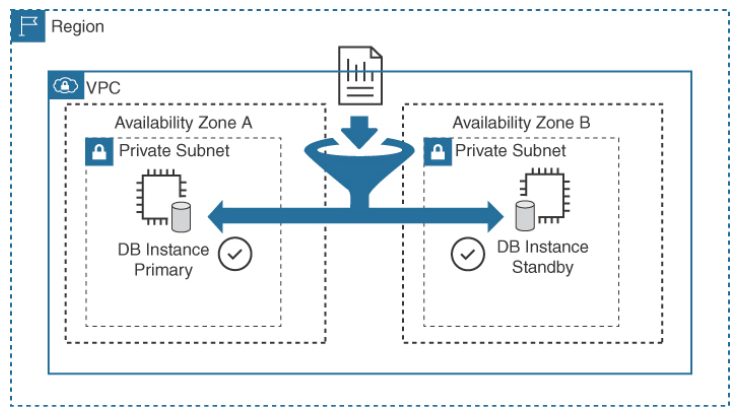 Region
VPC
Availability Zone A
Private Subnet
DB Instance
Primary
Availability Zone B
Private Subnet
DB Instance
Standby